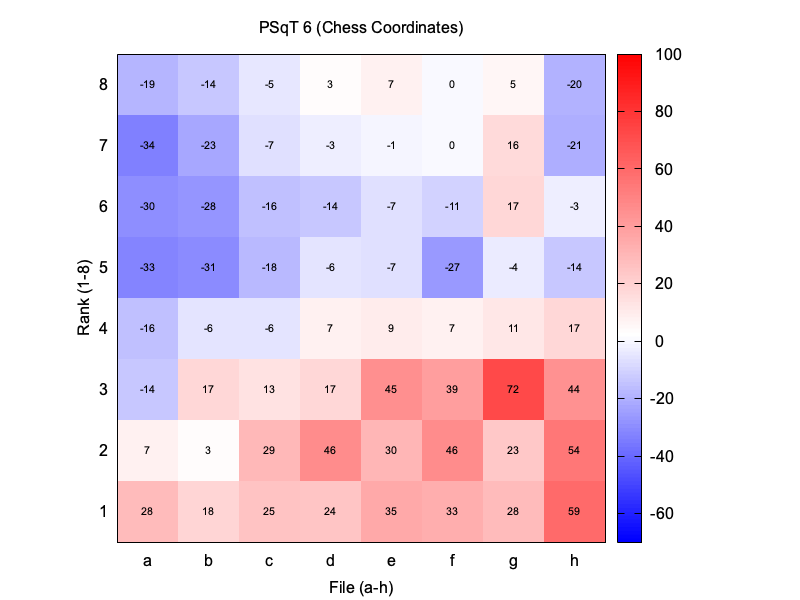 PSqT 6 (Chess Coordinates)
8 -19 -14 -5 3 7 0 5 -20
7 -34 -23 -7 -3 -1 0 16 -21
6 -30 -28 -16 -14 -7 -11 17 -3
5 -33 -31 -18 -6 -7 -27 -4 -14
4 -16 -6 -6 7 9 7 11 17
3 -14 17 13 17 45 39 72 44
2 7 3 29 46 30 46 23 54
1 28 18 25 24 35 33 28 59
a b c d e f g h
File (a-h)
Rank (1-8)
100
80
60
40
20
0
-20
-40
-60